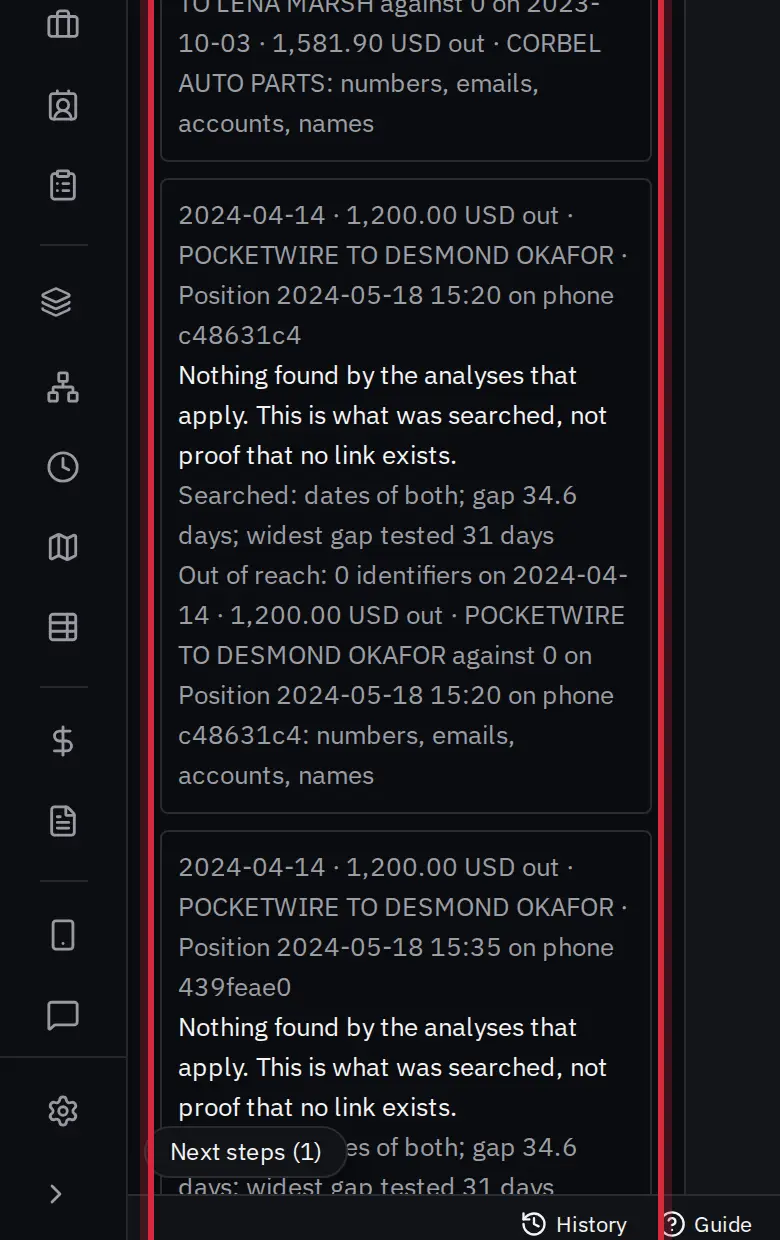 TO LENA MARSH against 0 on 2023-
10-03 · 1,581.90 USD out · CORBEL
AUTO PARTS: numbers, emails,
accounts, names
2024-04-14 · 1,200.00 USD out ·
POCKETWIRE TO DESMOND OKAFOR ·
Position 2024-05-18 15:20 on phone
c48631c4
Nothing found by the analyses that
apply. This is what was searched, not
proof that no link exists.
Searched: dates of both; gap 34.6
days; widest gap tested 31 days
Out of reach: 0 identifiers on 2024-04-
14 · 1,200.00 USD out · POCKETWIRE
TO DESMOND OKAFOR against 0 on
Position 2024-05-18 15:20 on phone
c48631c4: numbers, emails,
accounts, names
2024-04-14 · 1,200.00 USD out ·
POCKETWIRE TO DESMOND OKAFOR ·
Position 2024-05-18 15:35 on phone
439feae0
Nothing found by the analyses that
apply. This is what was searched, not
proof that no link exists.
Next steps (1)
of both; gap 34.6
days; widest gap tested 31 days
History
Guide